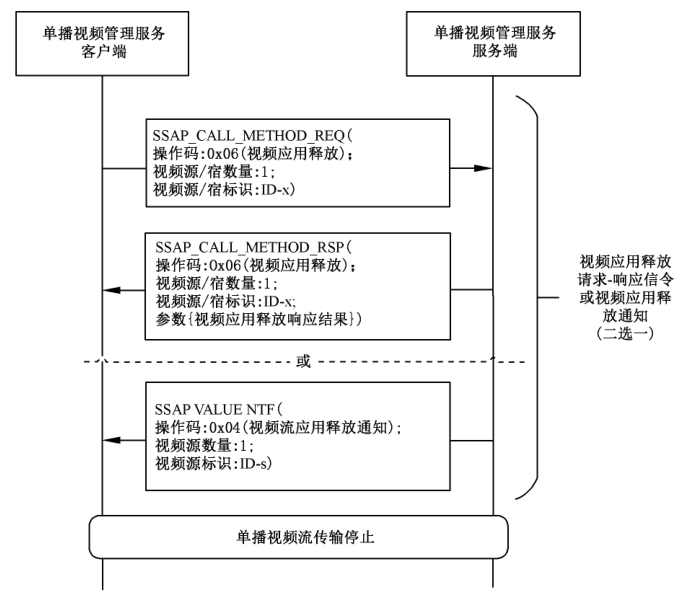 单播视频管理服务
客户端
单播视频管理服务
服务端
SSAP_CALL_METHOD_REQ(
操作码:0x06(视频应用释放);
视频源/宿数量:1;
视频源/宿标识:ID-x)
SSAP_CALL_METHOD_RSP(
操作码:0x06(视频应用释放);
视频源/宿数量:1;
视频源/宿标识:ID-x;
参数{视频应用释放响应结果})
或
SSAP VALUE NTF(
操作码:0x04(视频流应用释放通知);
视频源数量:1;
视频源标识:ID-s)
视频应用释放
请求-响应信令
或视频应用释
放通知
(二选一)
单播视频流传输停止